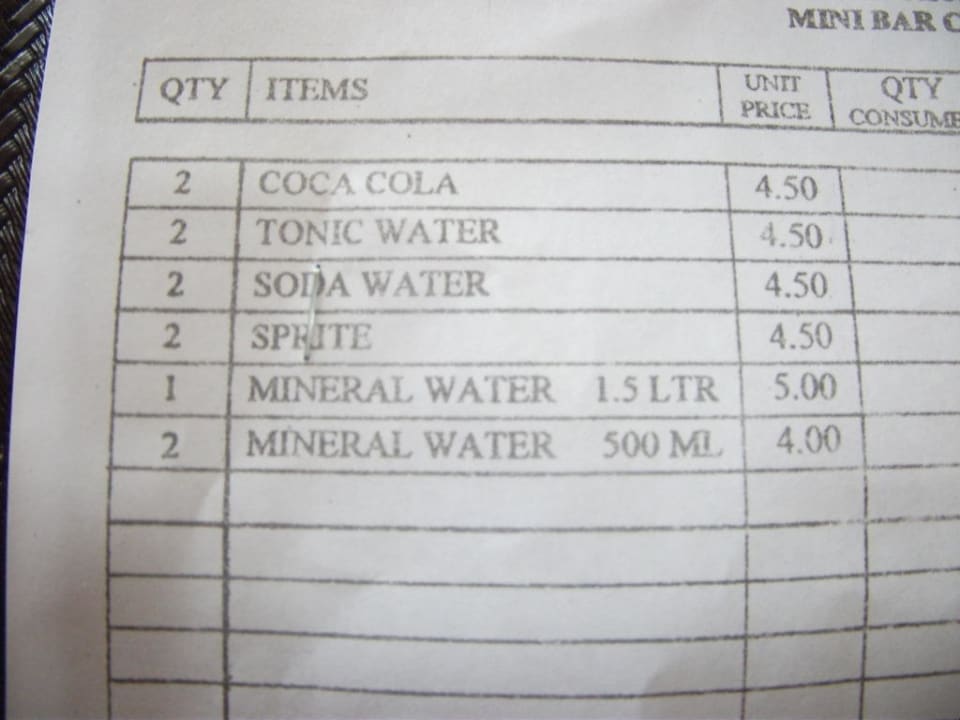 MINI BAR C
QTY ITEMS UNIT PRICE QTY CONSUME
2 COCA COLA 4.50
2 TONIC WATER 4.50
2 SODA WATER 4.50
2 SPRITE 4.50
1 MINERAL WATER 1.5 LTR 5.00
2 MINERAL WATER 500 ML 4.00